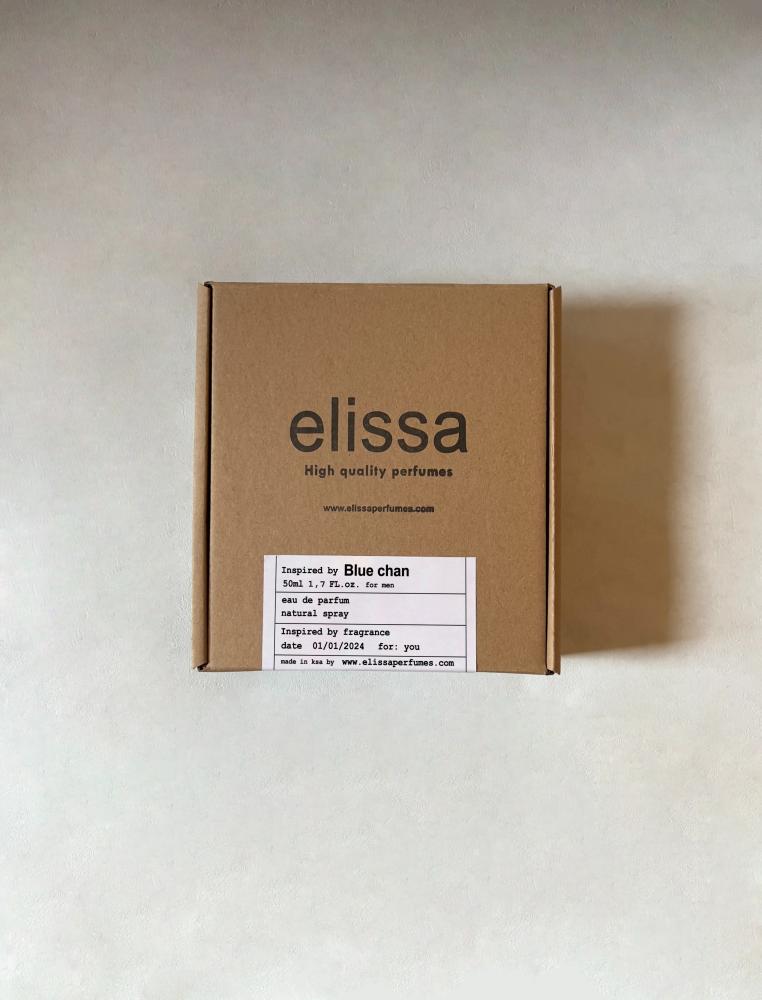 elissa
High quality perfumes
www.elissaperfumes.com
Inspired by Blue chan
50ml 1,7 FL.oz. for men
eau de parfum
natural spray
Inspired by fragrance
date 01/01/2024 for: you
made in ksa by www.elissaperfumes.com